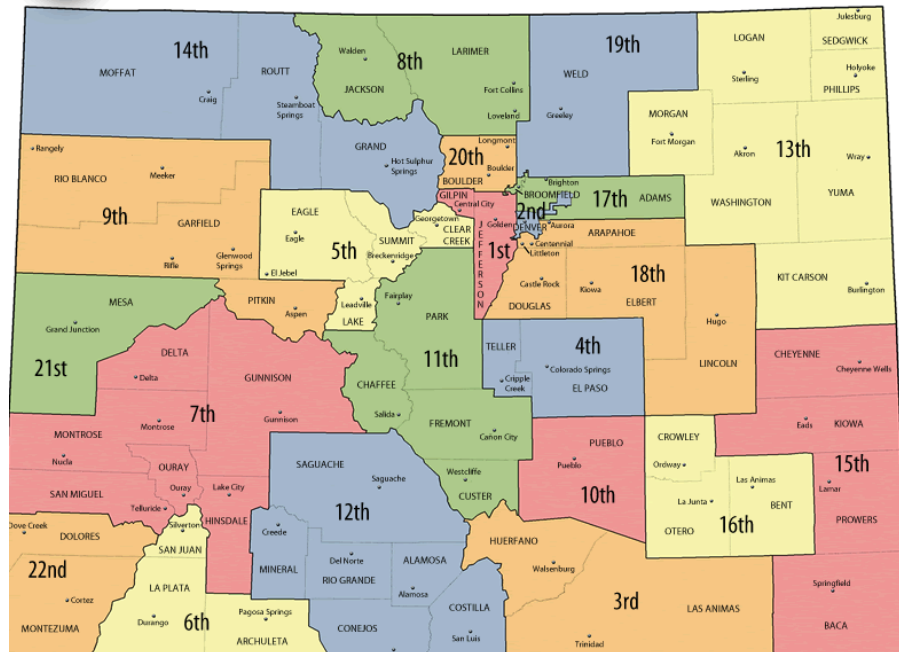 14th
MOFFAT
ROUTT
Craig
Steamboat
Springs
GRAND
Hot Sulphur
Springs
8th
Walden
LARIMER
JACKSON
Fort Collins
Loveland
19th
WELD
Greeley
LOGAN
Sterling
Julesburg
SEDGWICK
Holyoke
PHILLIPS
MORGAN
Fort Morgan
13th
Akron
Wray
WASHINGTON
YUMA
KIT CARSON
Burlington
Rangely
RIO BLANCO
Meeker
9th
GARFIELD
Rifle
Glenwood
Springs
PITKIN
Aspen
EAGLE
Eagle
El Jebel
5th
SUMMIT
Breckenridge
Georgetown
CLEAR
CREEK
Leadville
LAKE
20th
Longmont
Boulder
BOULDER
GILPIN
Central City
Golden
JEFFERSON
1st
2nd
DENVER
Brighton
BROOMFIELD
17th
ADAMS
Aurora
ARAPAHOE
Centennial
Littleton
18th
Castle Rock
Kiowa
DOUGLAS
ELBERT
Hugo
LINCOLN
MESA
Grand Junction
21st
DELTA
Delta
GUNNISON
7th
Gunnison
Montrose
MONTROSE
Nucla
OURAY
Ouray
SAN MIGUEL
Telluride
Lake City
HINSDALE
Fairplay
PARK
11th
CHAFFEE
Salida
FREMONT
Cañon City
Westcliffe
CUSTER
TELLER
4th
Colorado Springs
Cripple
Creek
EL PASO
PUEBLO
Pueblo
10th
CROWLEY
Ordway
La Junta
Las Animas
OTERO
BENT
16th
CHEYENNE
Cheyenne Wells
Eads
KIOWA
15th
Lamar
PROWERS
Springfield
BACA
SAGUACHE
Saguache
12th
Creede
MINERAL
Del Norte
RIO GRANDE
ALAMOSA
Alamosa
COSTILLA
San Luis
CONEJOS
HUERFANO
Walsenburg
3rd
LAS ANIMAS
Trinidad
Dove Creek
DOLORES
22nd
Cortez
MONTEZUMA
Silverton
SAN JUAN
LA PLATA
Durango
6th
Pagosa Springs
ARCHULETA